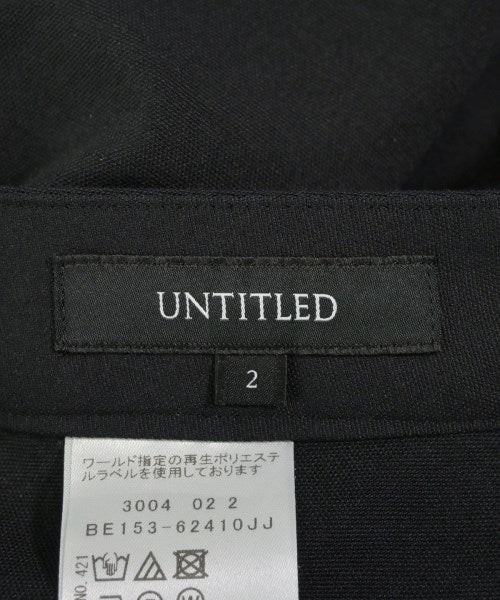 UNTITLED
2
ワールド指定の再生ポリエステ
ルラベルを使用しております
3004 02 2
BE153-62410JJ
NO.421